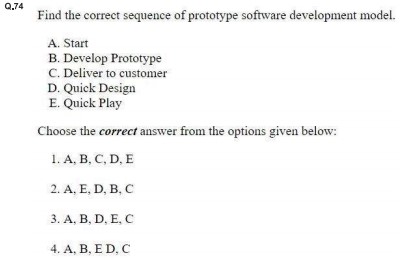 Q.74
Find the correct sequence of prototype software development model.
A. Start
B. Develop Prototype
C. Deliver to customer
D. Quick Design
E. Quick Play
Choose the correct answer from the options given below:
1. A, B, C, D, E
2. A, E, D, B, C
3. A, B, D, E, C
4. A, B, E D, C